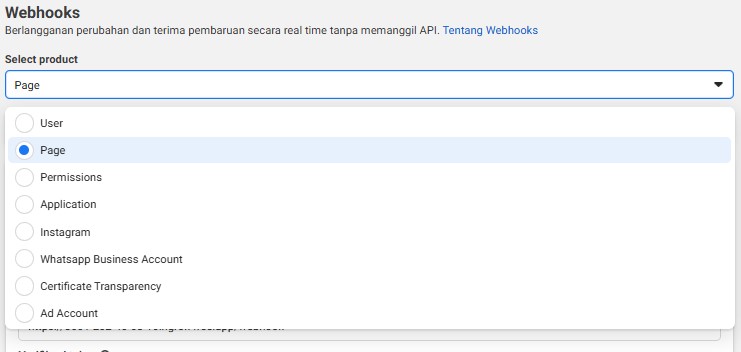 Webhooks
Berlangganan perubahan dan terima pembaruan secara real time tanpa memanggil API. Tentang Webhooks
Select product
Page
User
Page
Permissions
Application
Instagram
Whatsapp Business Account
Certificate Transparency
Ad Account